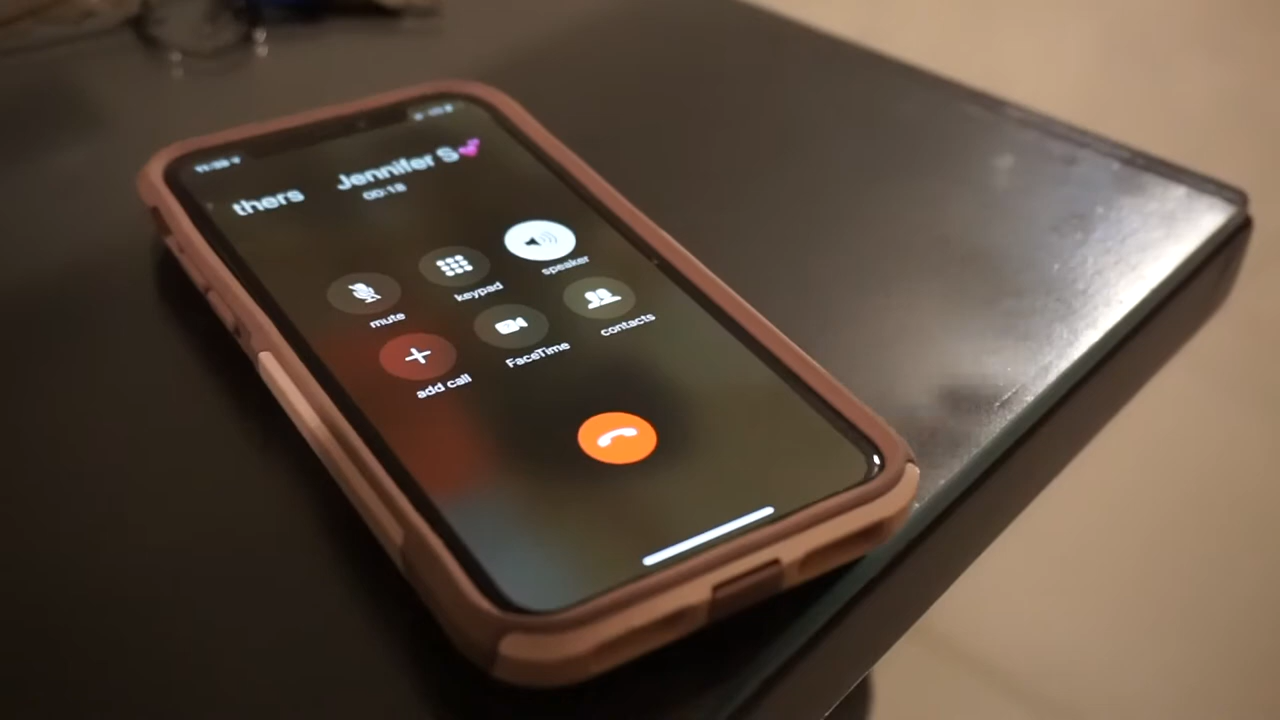 thers Jennifer S💕
00:18
mute keypad speaker
add call FaceTime contacts